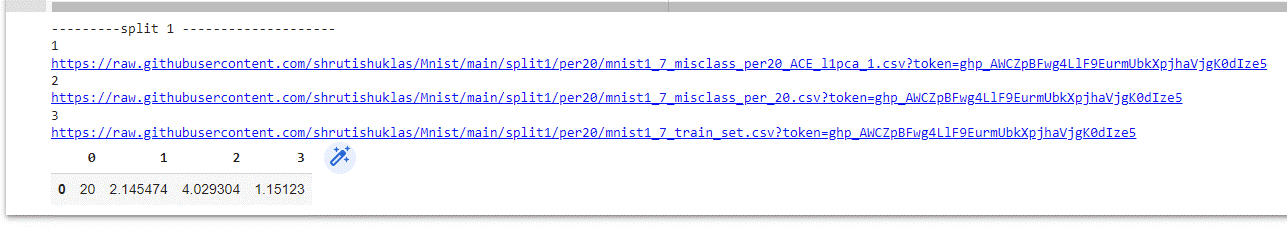 ---------split 1 --------------------
1
https://raw.githubusercontent.com/shrutishuklas/Mnist/main/split1/per20/mnist1_7_misclass_per20_ACE_l1pca_1.csv?token=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
2
https://raw.githubusercontent.com/shrutishuklas/Mnist/main/split1/per20/mnist1_7_misclass_per_20.csv?token=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
3
https://raw.githubusercontent.com/shrutishuklas/Mnist/main/split1/per20/mnist1_7_train_set.csv?token=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
0 1 2 3
0 20 2.145474 4.029304 1.15123